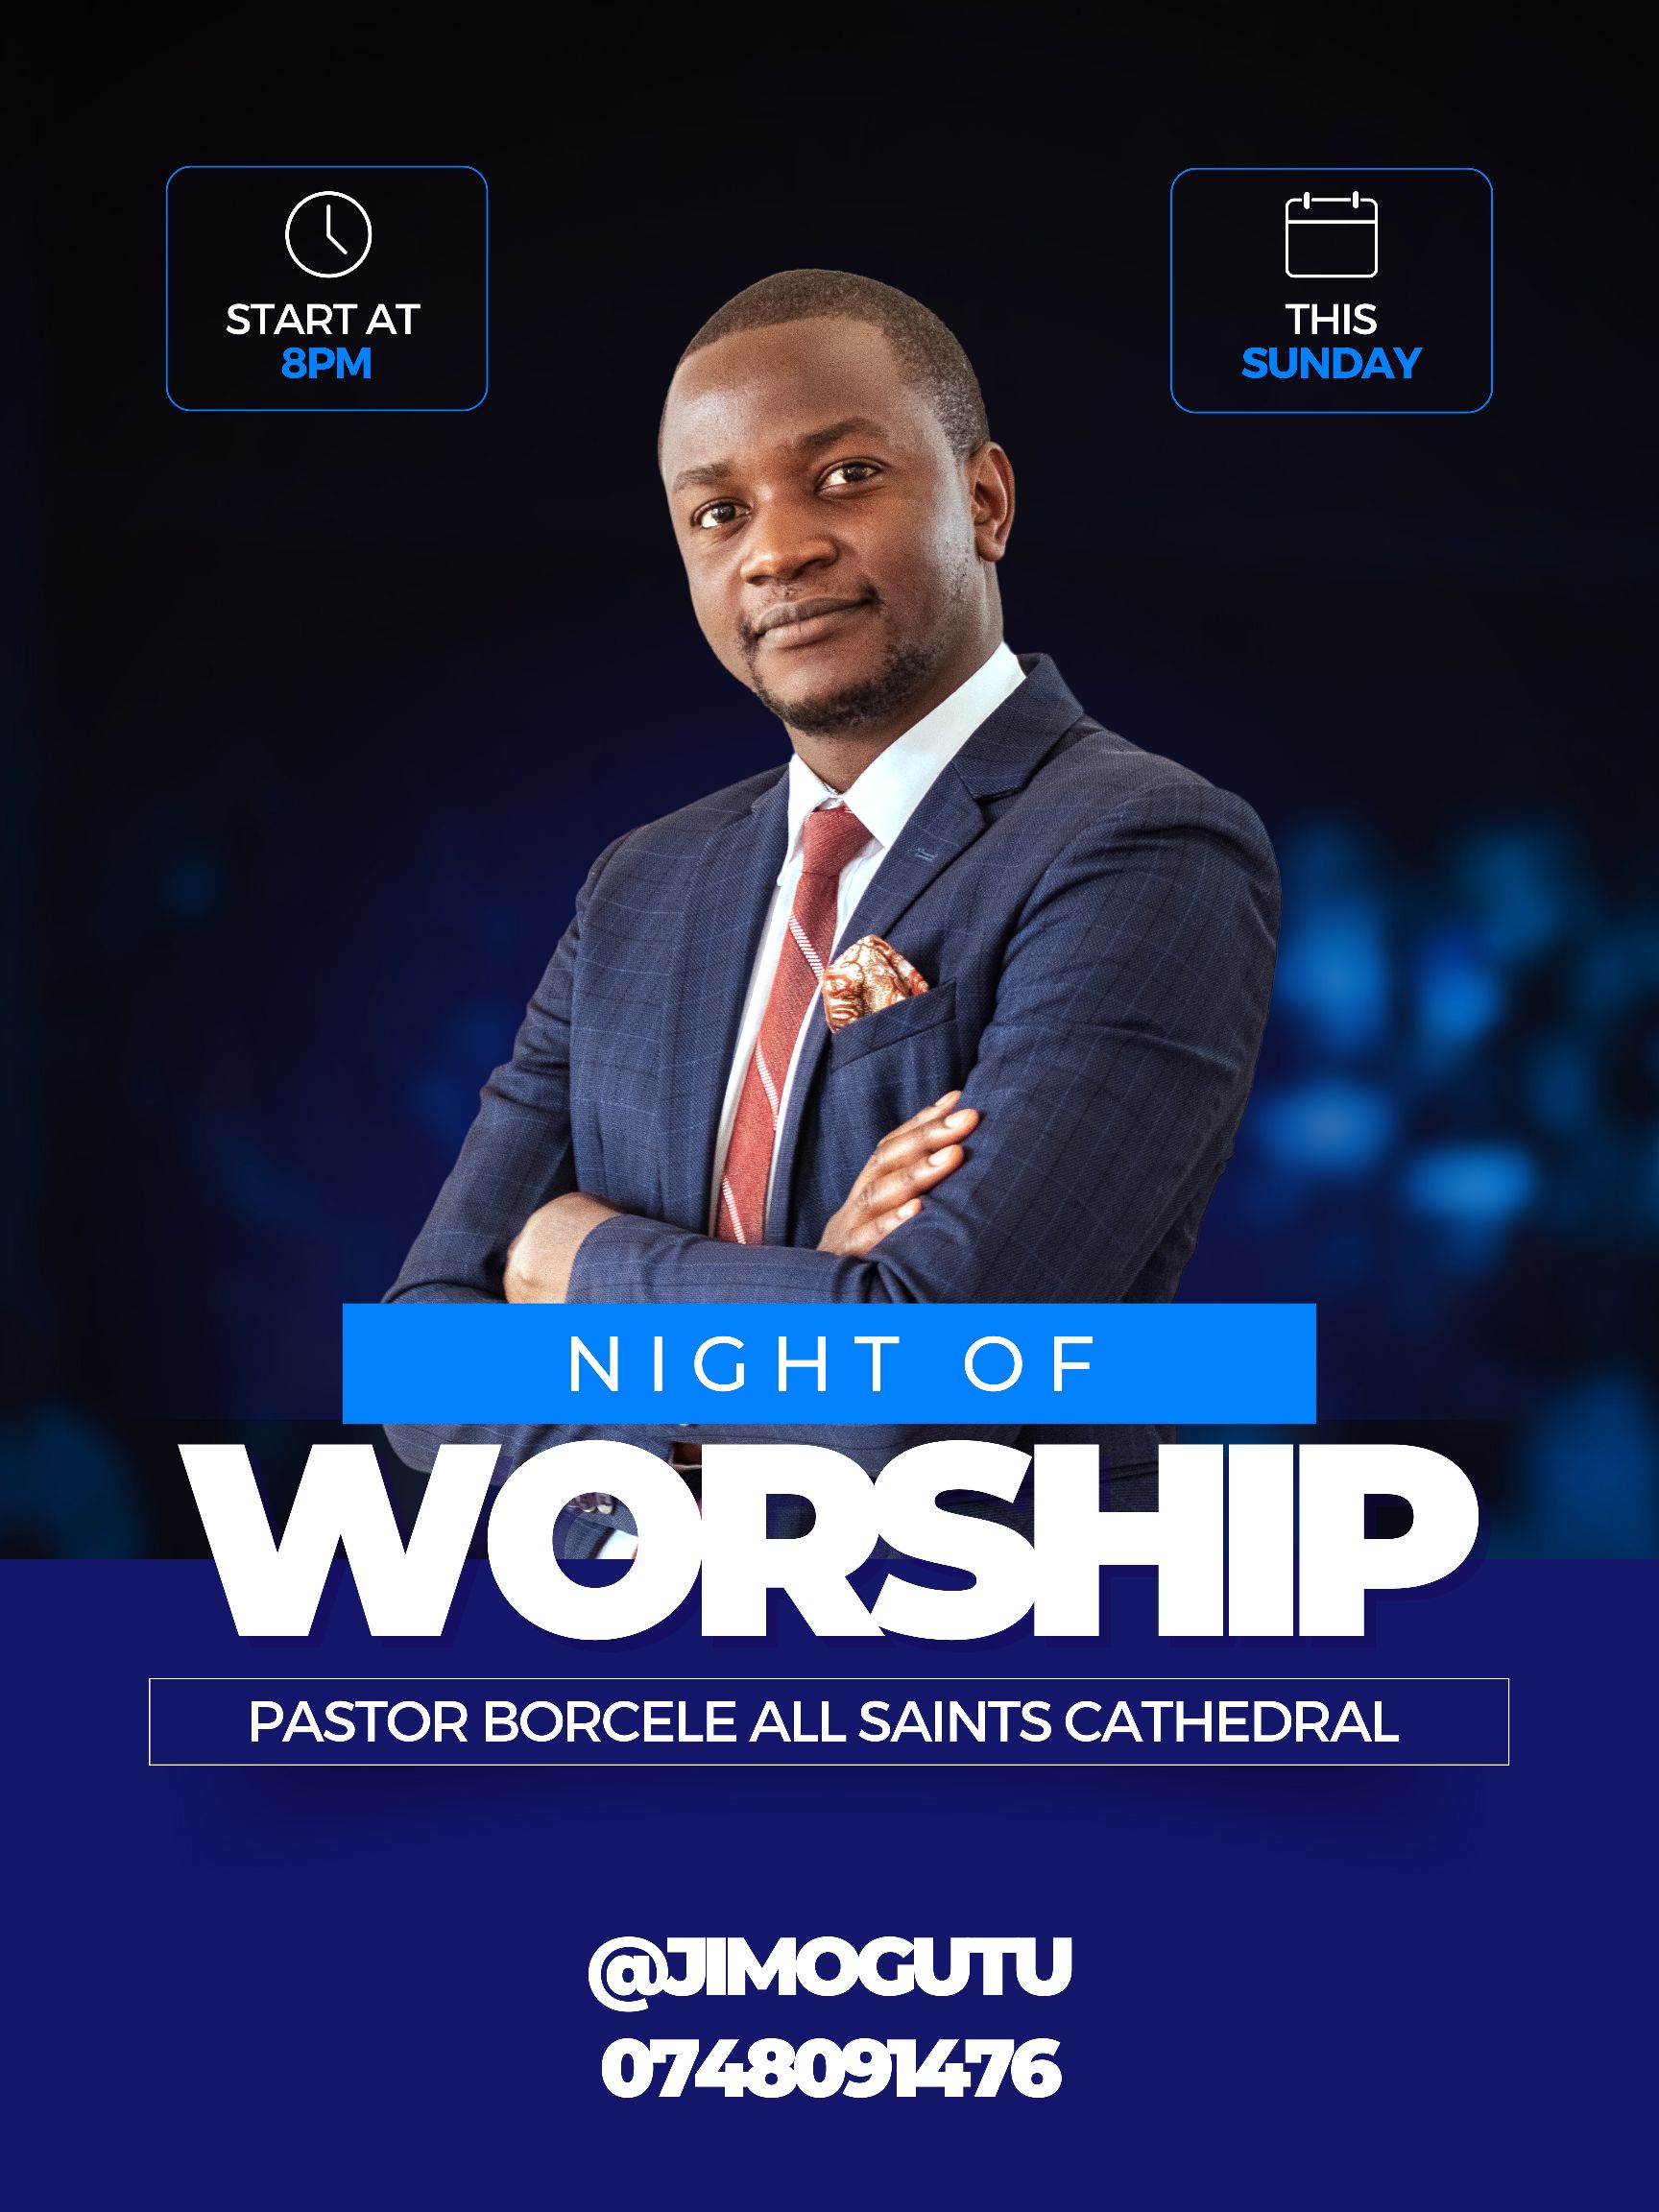 START AT
8PM
THIS
SUNDAY
NIGHT OF
WORSHIP
PASTOR BORCELE ALL SAINTS CATHEDRAL
@JIMOGUTU
0748091476